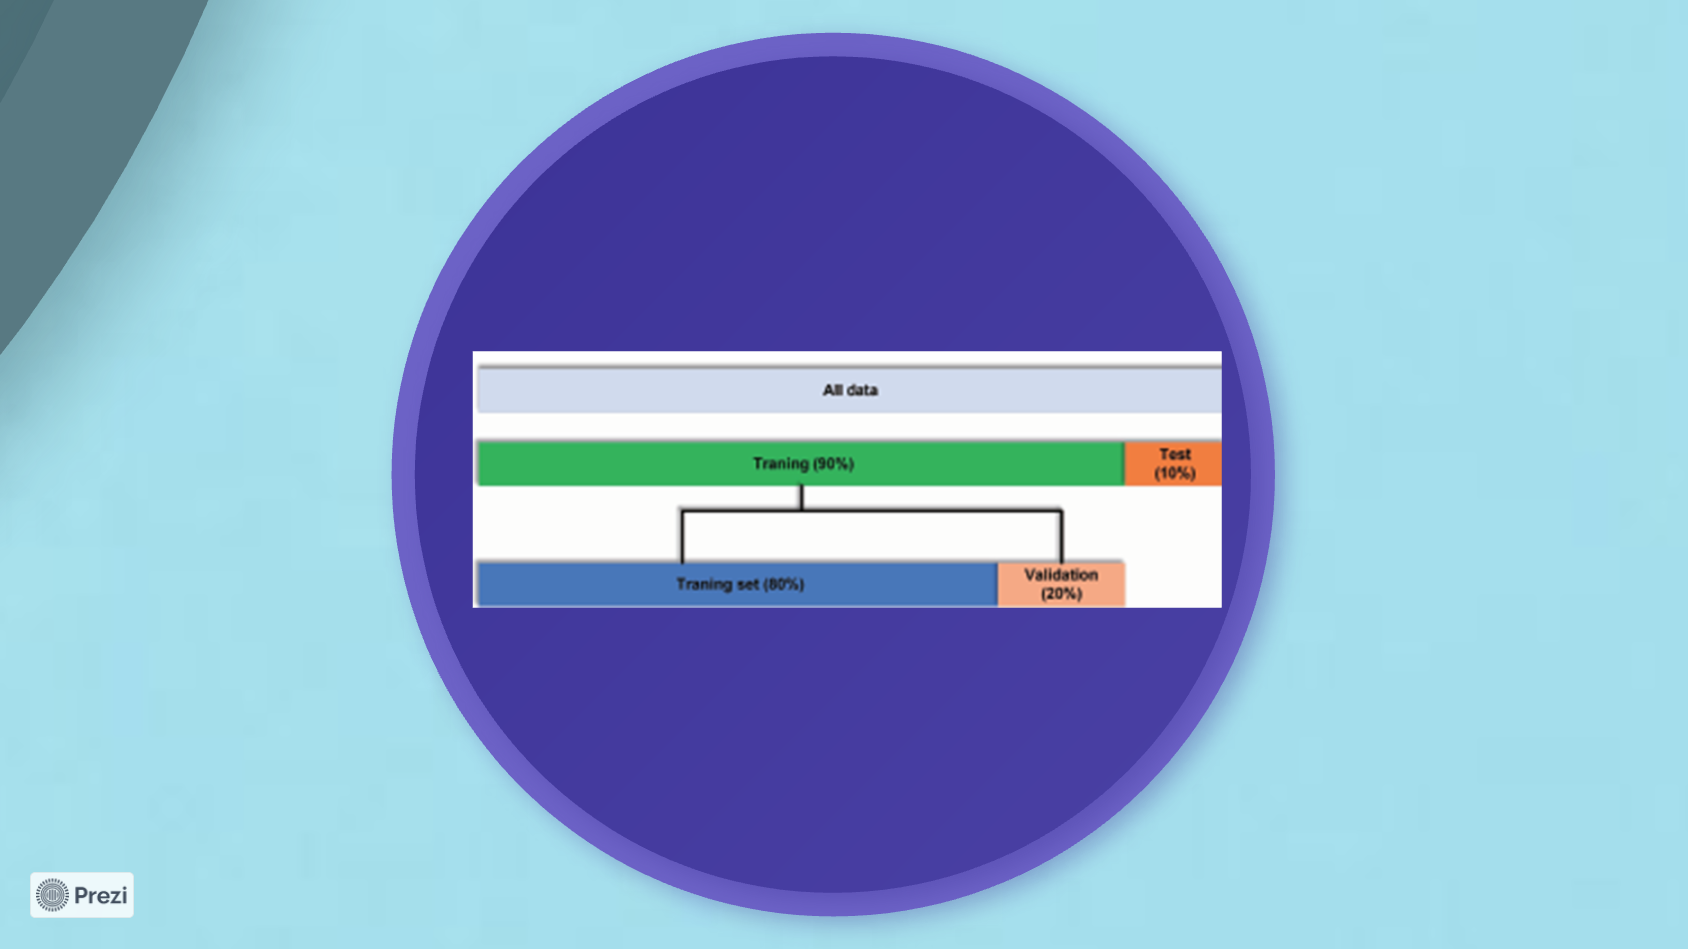 All data
Traning (90%)
Test
(10%)
Traning set (80%)
Validation
(20%)
Prezi